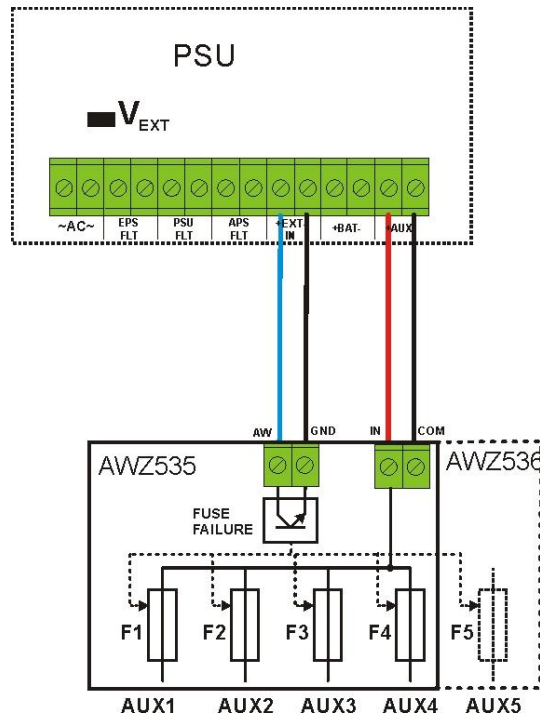 PSU
VEXT
~AC~ EPS FLT PSU FLT APS FLT +EXT- IN +BAT- +AUX-
AW GND IN COM
AWZ535 AWZ536
FUSE
FAILURE
F1 F2 F3 F4 F5
AUX1 AUX2 AUX3 AUX4 AUX5